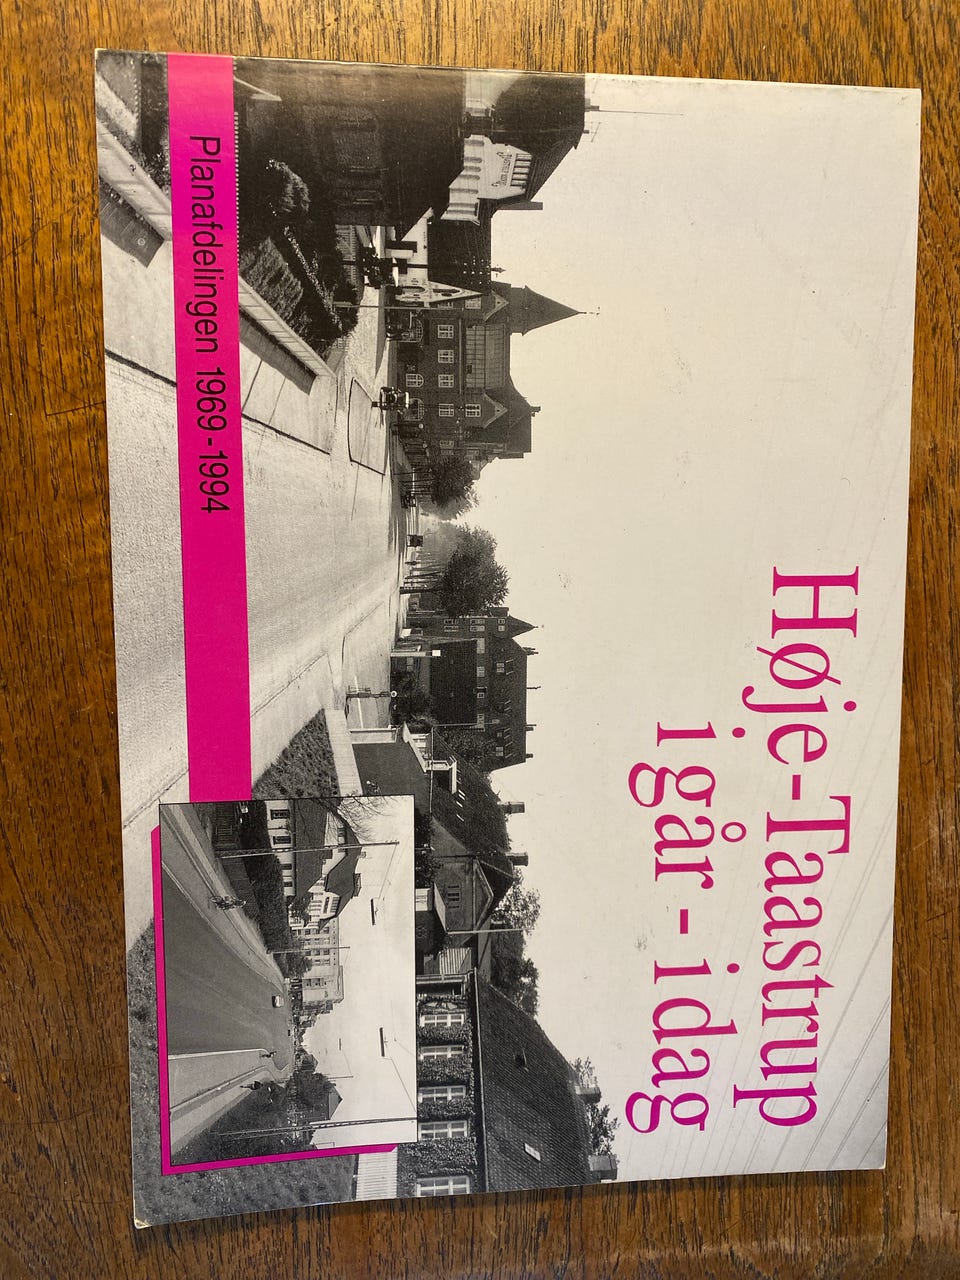 Høje-Taastrup
i går - i dag
Planafdelingen 1969-1994